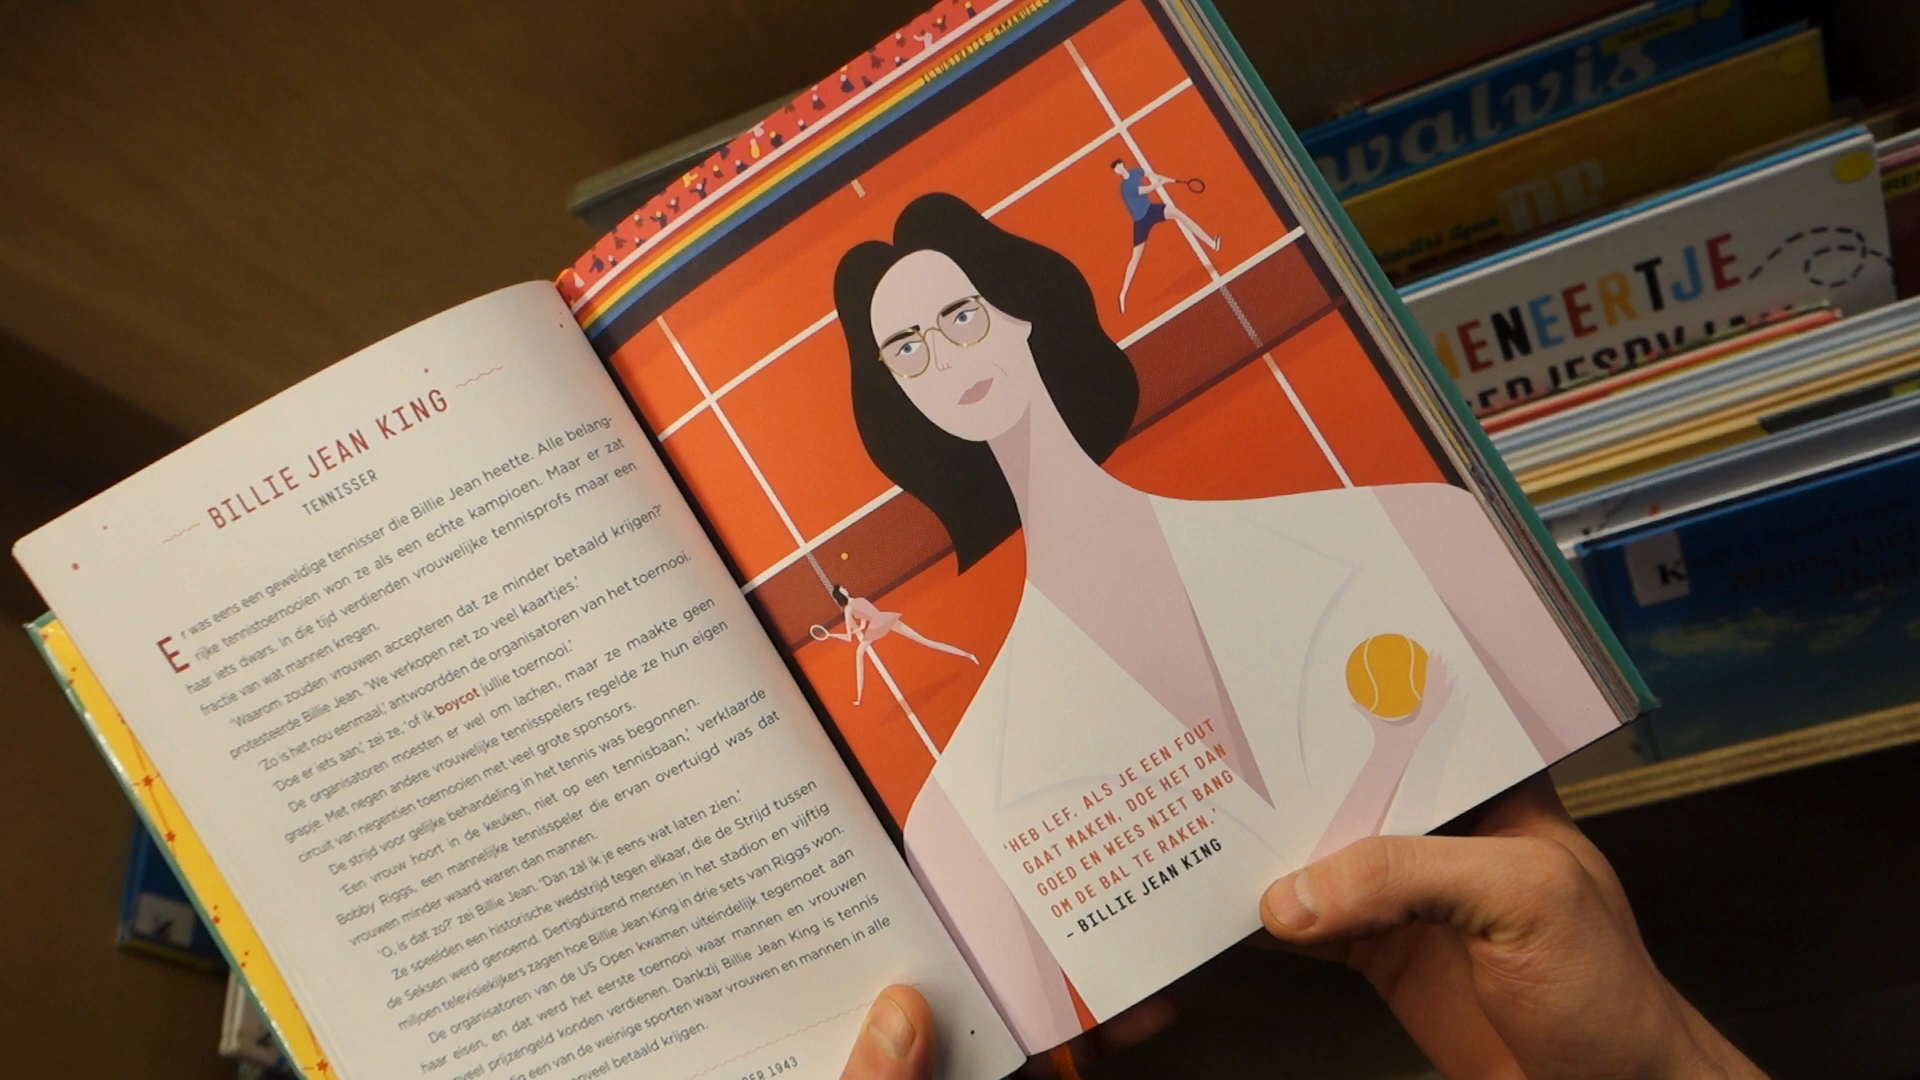 BILLIE JEAN KING
TENNISSER
Er was eens een geweldige tennisser die Billie Jean heette. Alle belang-
rijke tennistoernooien won ze als een echte kampioen. Maar er zat
haar iets dwars. In die tijd verdienden vrouwelijke tennisprofs maar een
fractie van wat mannen kregen.
'Waarom zouden vrouwen accepteren dat ze minder betaald krijgen?'
protesteerde Billie Jean. 'We verkopen net zo veel kaartjes.'
'Zo is het nou eenmaal,' antwoordden de organisatoren van het toernooi.
'Doe er iets aan,' zei ze, 'of ik boycot jullie toernooi.'
De organisatoren moesten er wel om lachen, maar ze maakte geen
grapje. Met negen andere vrouwelijke tennisspelers regelde ze hun eigen
circuit van negentien toernooien met veel grote sponsors.
De strijd voor gelijke behandeling in het tennis was begonnen.
'Een vrouw hoort in de keuken, niet op een tennisbaan,' verklaarde
Bobby Riggs, een mannelijke tennisspeler die ervan overtuigd was dat
vrouwen minder waard waren dan mannen.
'O, is dat zo?' zei Billie Jean. 'Dan zal ik je eens wat laten zien.'
Ze speelden een historische wedstrijd tegen elkaar, die de Strijd tussen
de Seksen werd genoemd. Dertigduizend mensen in het stadion en vijftig
miljoen televisiekijkers zagen hoe Billie Jean King in drie sets van Riggs won.
De organisatoren van de US Open kwamen uiteindelijk tegemoet aan
haar eisen, en dat werd het eerste toernooi waar mannen en vrouwen
veel prijzengeld konden verdienen. Dankzij Billie Jean King is tennis
een van de weinige sporten waar vrouwen en mannen in alle
betaald krijgen.
1943
ILLUSTRATIE
'HEB LEF. ALS JE EEN FOUT
GAAT MAKEN, DOE HET DAN
GOED EN WEES NIET BANG
OM DE BAL TE RAKEN.'
– BILLIE JEAN KING
walvis
MENEERTJE
K